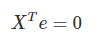 $X^T e = 0$